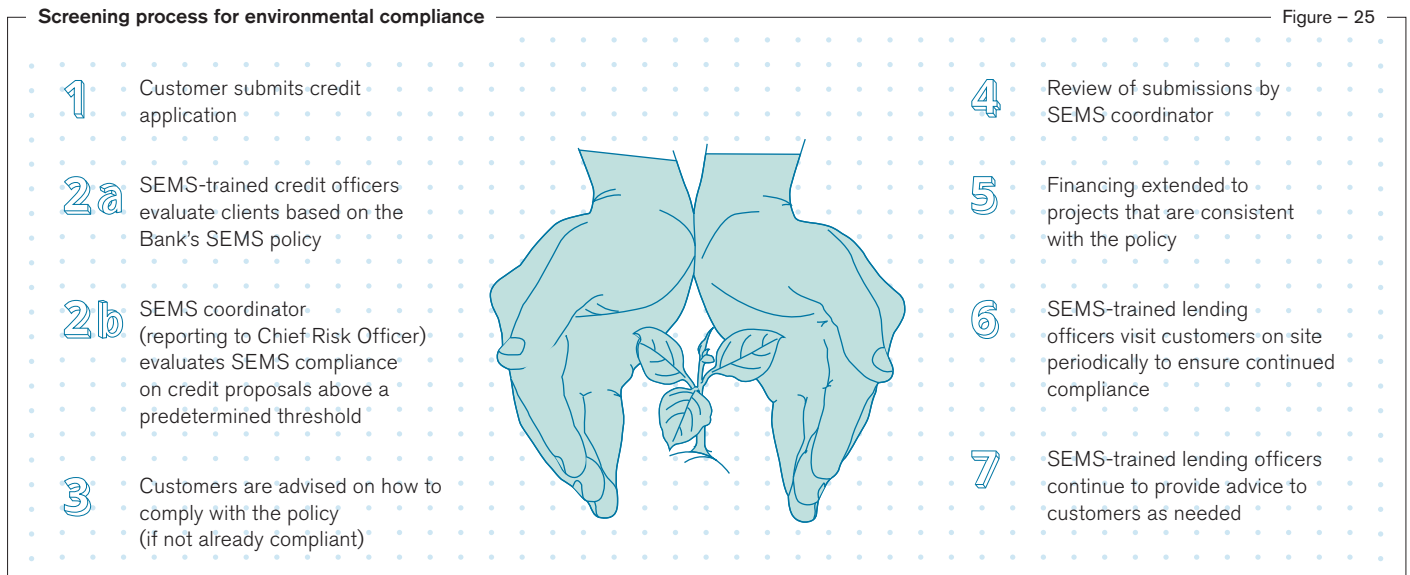 Screening process for environmental compliance
Figure – 25
1
Customer submits credit
application
2a
SEMS-trained credit officers
evaluate clients based on the
Bank's SEMS policy
2b
SEMS coordinator
(reporting to Chief Risk Officer)
evaluates SEMS compliance
on credit proposals above a
predetermined threshold
3
Customers are advised on how to
comply with the policy
(if not already compliant)
4
Review of submissions by
SEMS coordinator
5
Financing extended to
projects that are consistent
with the policy
6
SEMS-trained lending
officers visit customers on site
periodically to ensure continued
compliance
7
SEMS-trained lending officers
continue to provide advice to
customers as needed